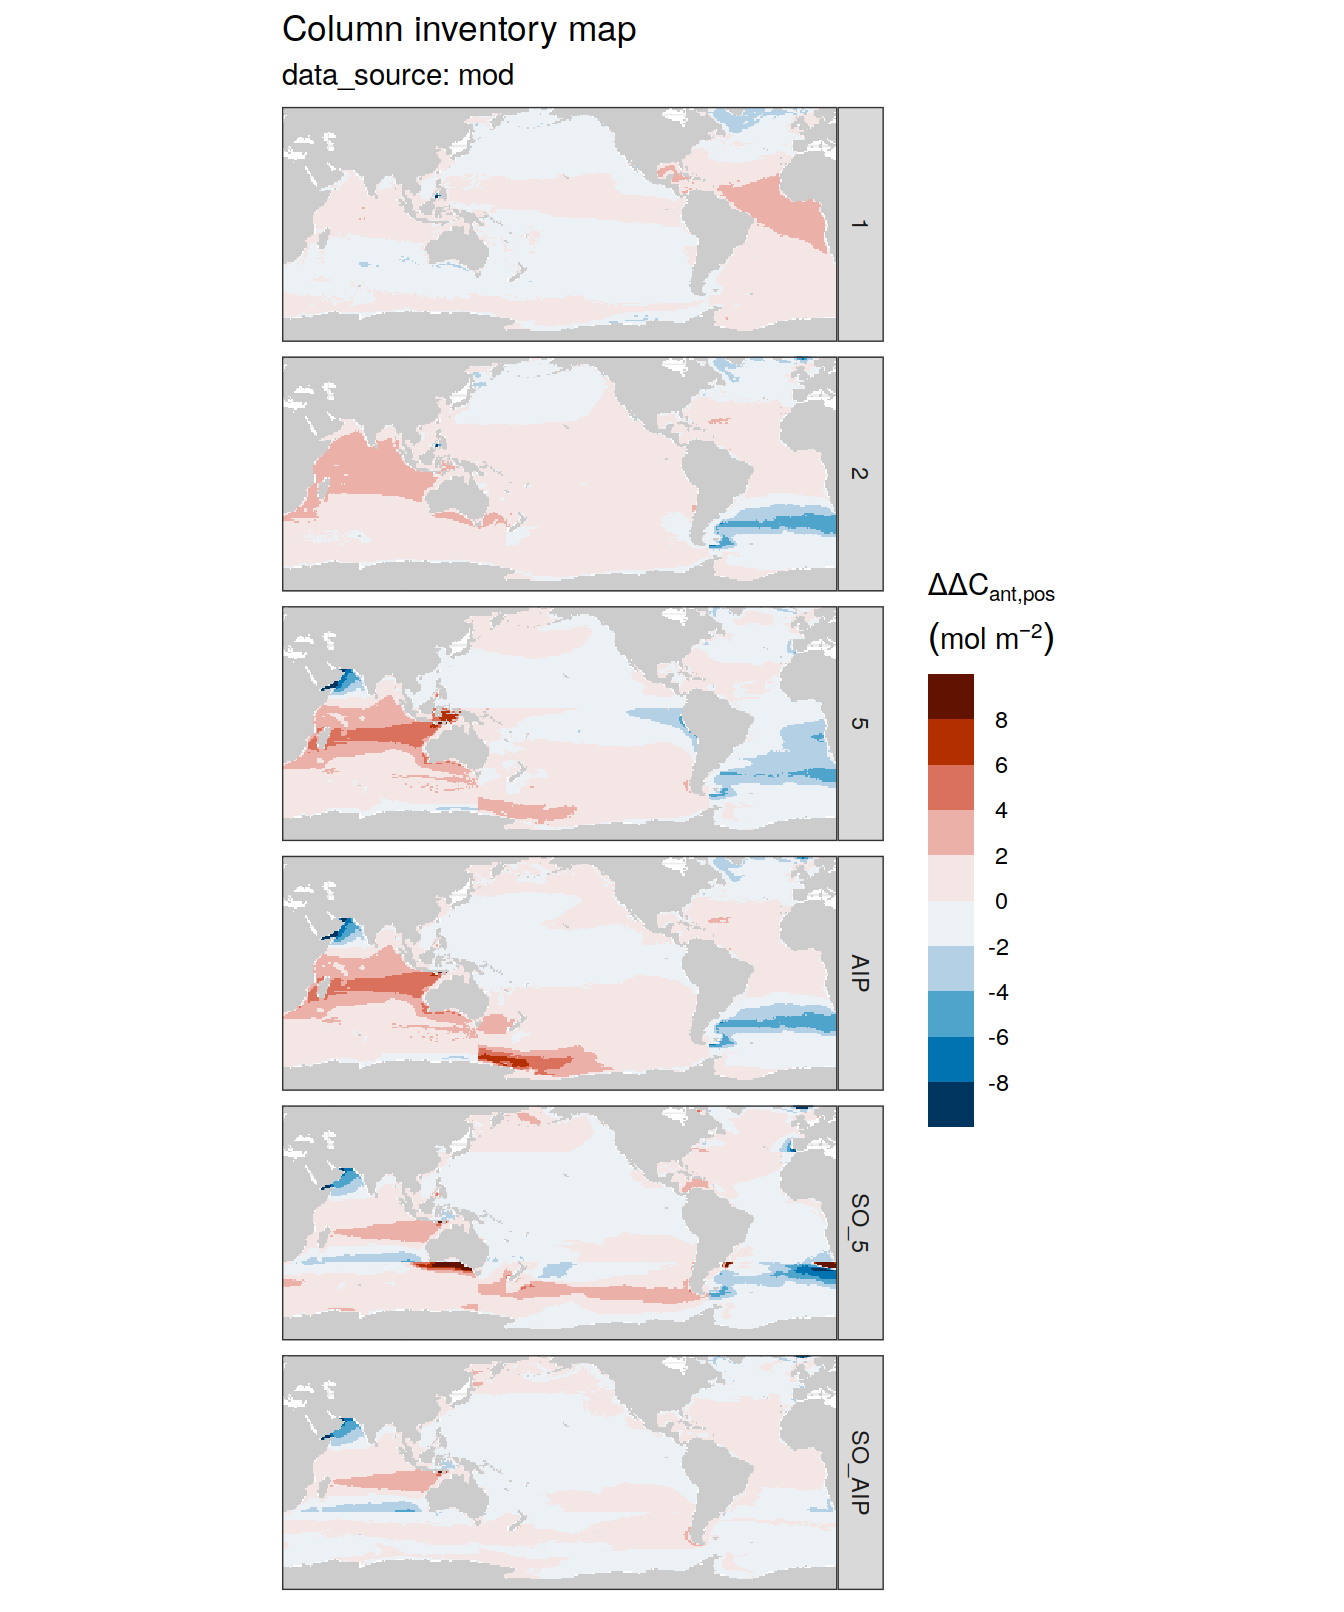 Column inventory map
data_source: mod
1
2
5
AIP
SO_5
SO_AIP
ΔΔC_ant,pos
(mol m⁻²)
8
6
4
2
0
-2
-4
-6
-8